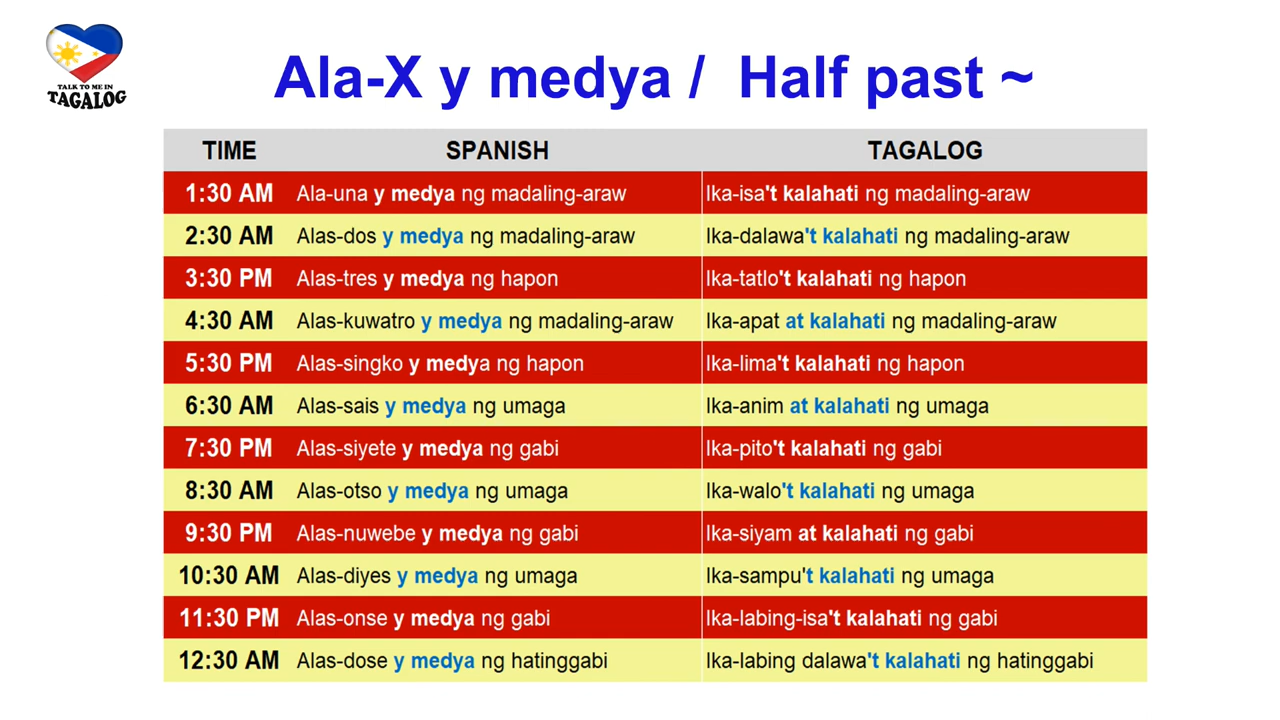 TALK TO ME IN
TAGALOG
Ala-X y medya / Half past ~
TIME SPANISH TAGALOG
1:30 AM Ala-una y medya ng madaling-araw Ika-isa't kalahati ng madaling-araw
2:30 AM Alas-dos y medya ng madaling-araw Ika-dalawa't kalahati ng madaling-araw
3:30 PM Alas-tres y medya ng hapon Ika-tatlo't kalahati ng hapon
4:30 AM Alas-kuwatro y medya ng madaling-araw Ika-apat at kalahati ng madaling-araw
5:30 PM Alas-singko y medya ng hapon Ika-lima't kalahati ng hapon
6:30 AM Alas-sais y medya ng umaga Ika-anim at kalahati ng umaga
7:30 PM Alas-siyete y medya ng gabi Ika-pito't kalahati ng gabi
8:30 AM Alas-otso y medya ng umaga Ika-walo't kalahati ng umaga
9:30 PM Alas-nuwebe y medya ng gabi Ika-siyam at kalahati ng gabi
10:30 AM Alas-diyes y medya ng umaga Ika-sampu't kalahati ng umaga
11:30 PM Alas-onse y medya ng gabi Ika-labing-isa't kalahati ng gabi
12:30 AM Alas-dose y medya ng hatinggabi Ika-labing dalawa't kalahati ng hatinggabi